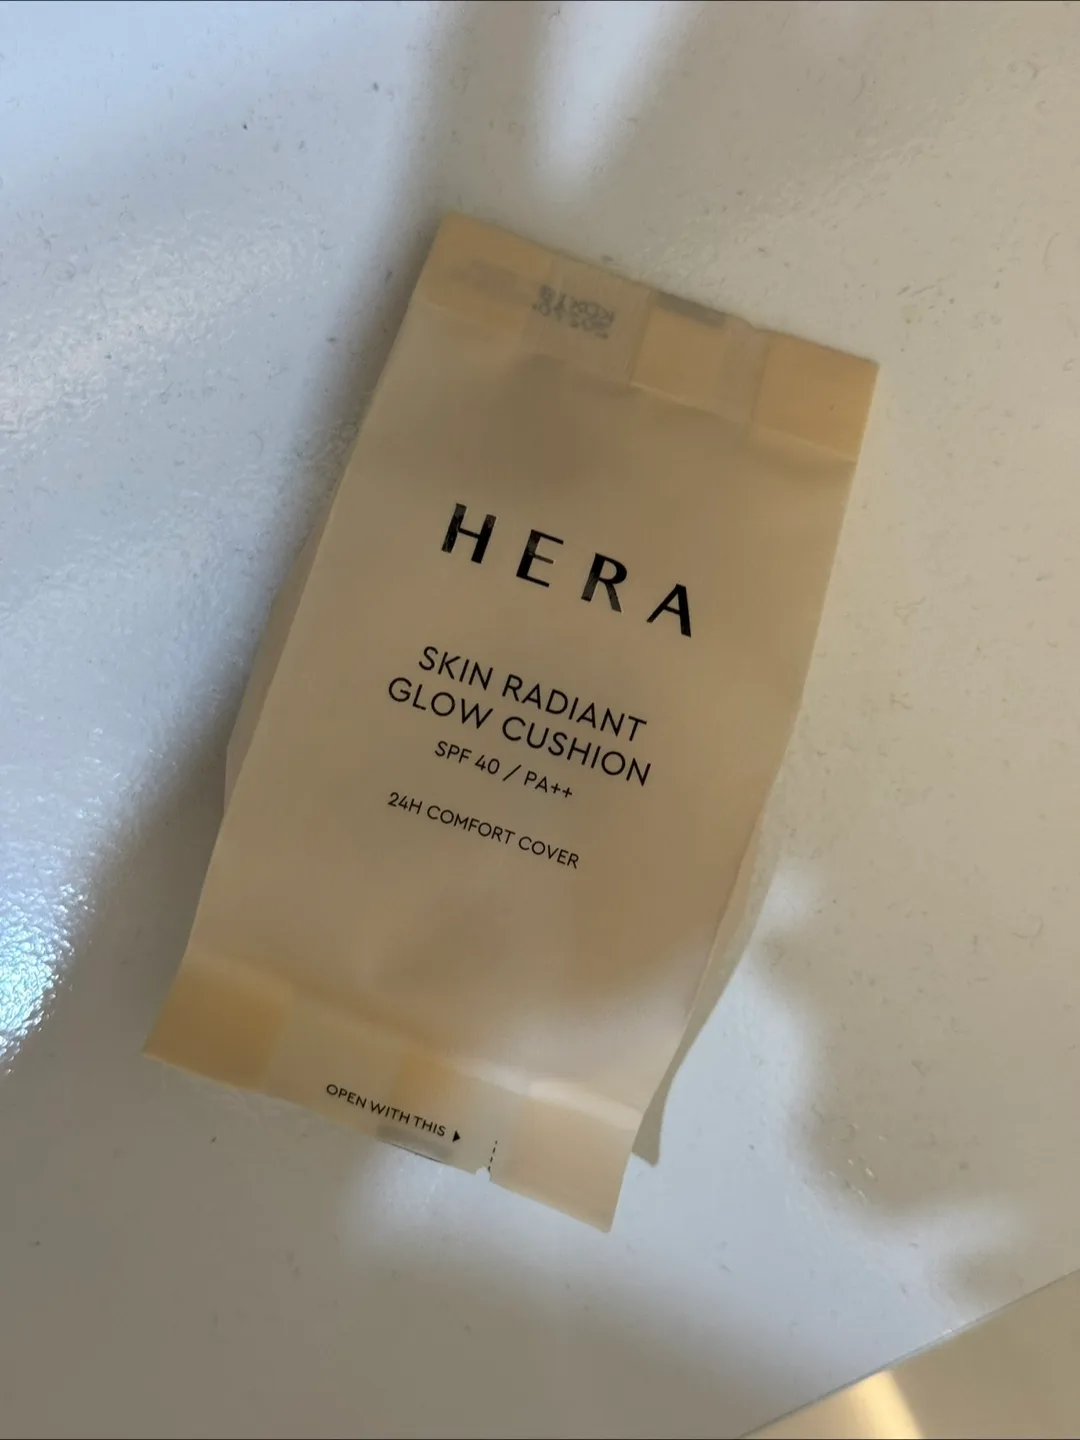 HERA
SKIN RADIANT
GLOW CUSHION
SPF 40 / PA++
24H COMFORT COVER
OPEN WITH THIS ▶